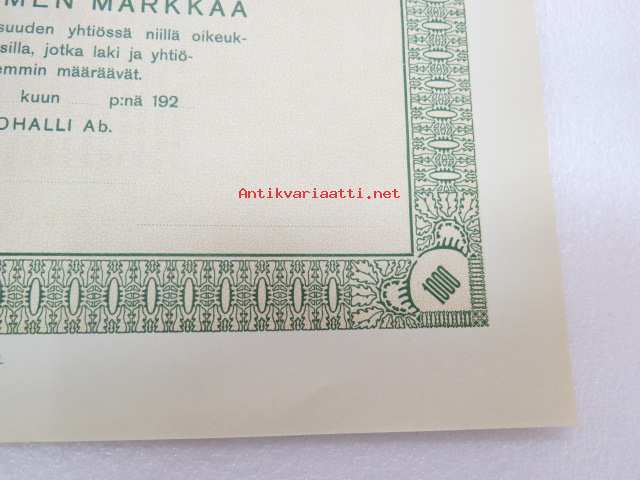 MEN MARKKAA
suuden yhtiössä niillä oikeuk-
silla, jotka laki ja yhtiö-
emmin määräävät.
kuun p:nä 192
OHALLI Ab.
Antikvariaatti.net
1000